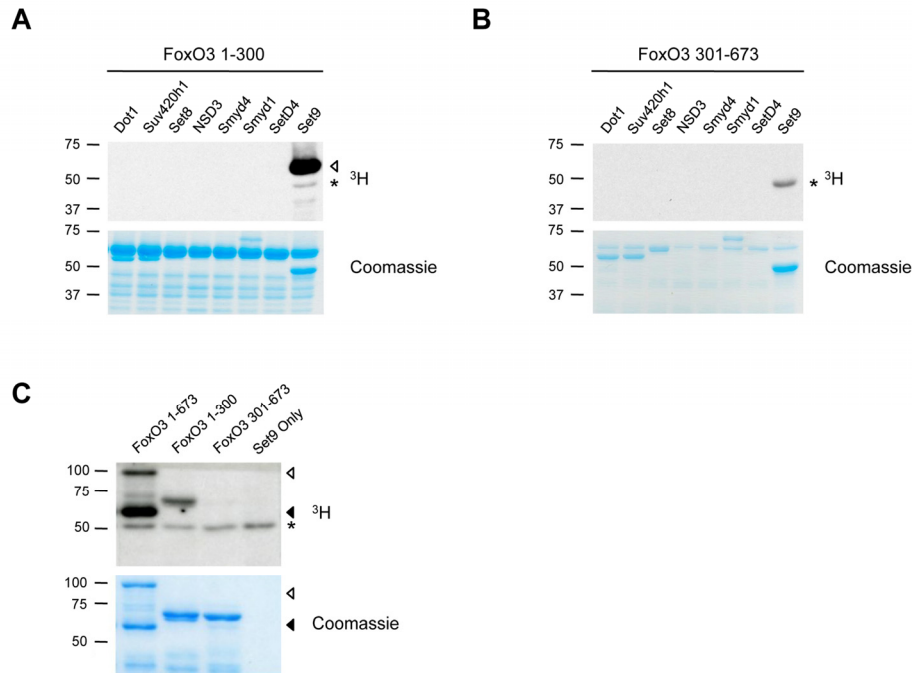 A
FoxO3 1-300
Dot1
Suv420h1
Set8
NSD3
Smyd4
Smyd1
SetD4
Set9
75
50
37
* ³H
75
50
37
Coomassie
B
FoxO3 301-673
Dot1
Suv420h1
Set8
NSD3
Smyd4
Smyd1
SetD4
Set9
75
50
37
* ³H
75
50
37
Coomassie
C
FoxO3 1-673
FoxO3 1-300
FoxO3 301-673
Set9 Only
100
75
50
³H
*
100
75
50
Coomassie